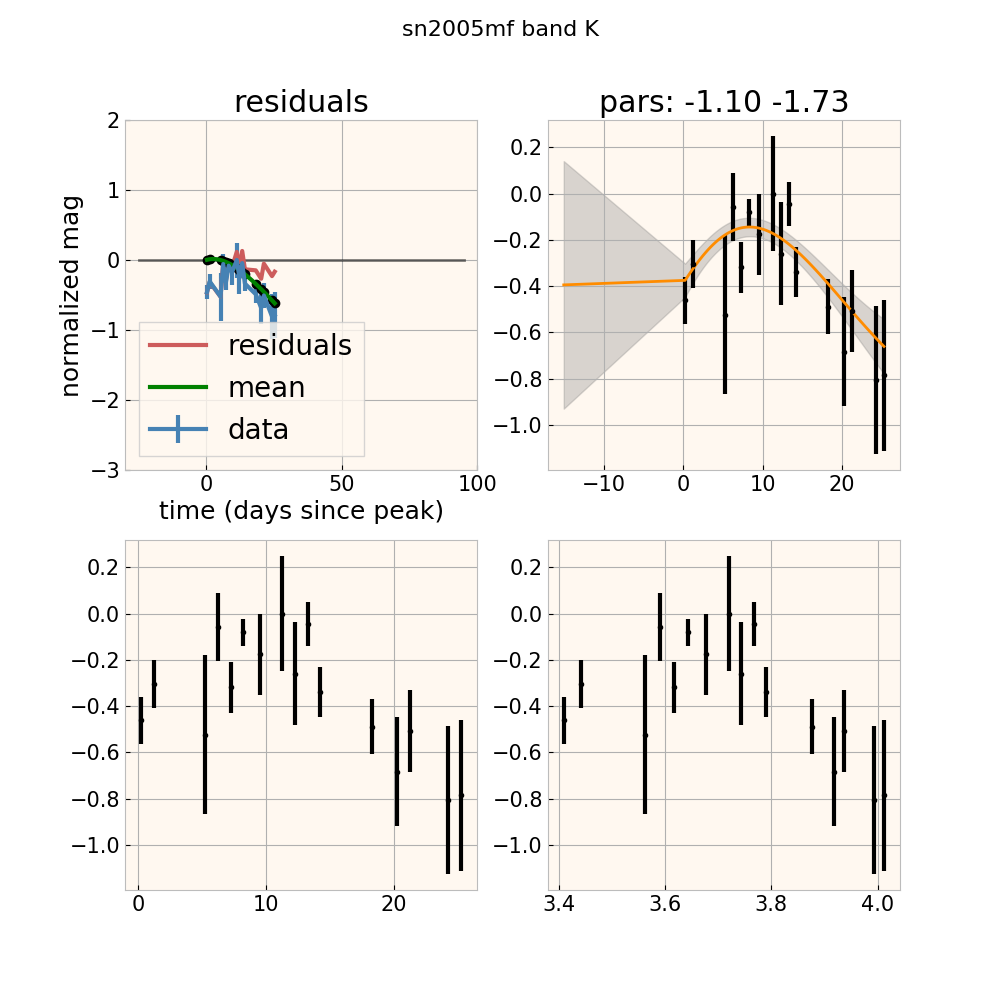 sn2005mf band K
residuals
pars: -1.10 -1.73
normalized mag
2
1
0
−1
−2
−3
residuals
mean
data
0 50 100
time (days since peak)
0.2
0.0
−0.2
−0.4
−0.6
−0.8
−1.0
−10 0 10 20
0.2
0.0
−0.2
−0.4
−0.6
−0.8
−1.0
0 10 20
0.2
0.0
−0.2
−0.4
−0.6
−0.8
−1.0
3.4 3.6 3.8 4.0